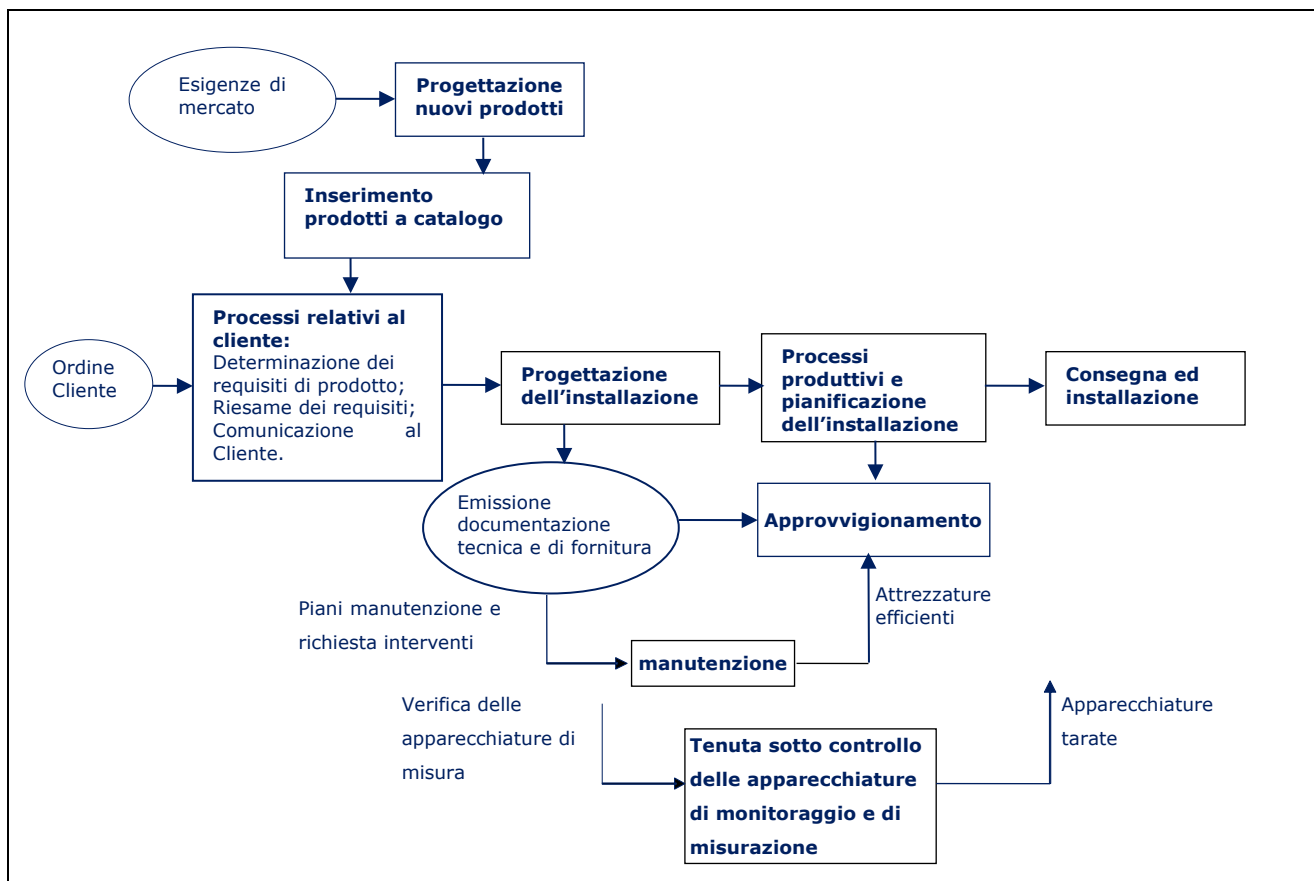 Esigenze di
mercato
Progettazione
nuovi prodotti
Inserimento
prodotti a catalogo
Ordine
Cliente
Processi relativi al
cliente:
Determinazione dei
requisiti di prodotto;
Riesame dei requisiti;
Comunicazione al
Cliente.
Progettazione
dell’installazione
Processi
produttivi e
pianificazione
dell’installazione
Consegna ed
installazione
Emissione
documentazione
tecnica e di fornitura
Approvvigionamento
Piani manutenzione e
richiesta interventi
manutenzione
Attrezzature
efficienti
Verifica delle
apparecchiature di
misura
Tenuta sotto controllo
delle apparecchiature
di monitoraggio e di
misurazione
Apparecchiature
tarate